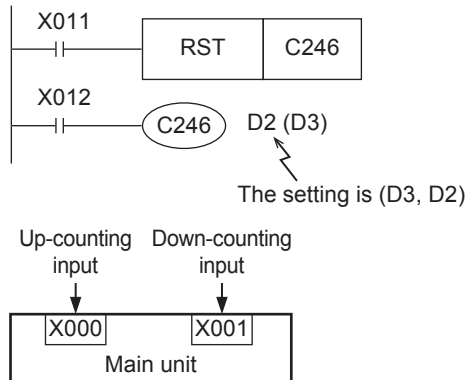 X011
RST C246
X012
C246 D2 (D3)
The setting is (D3, D2)
Up-counting Down-counting
input input
X000 X001
Main unit